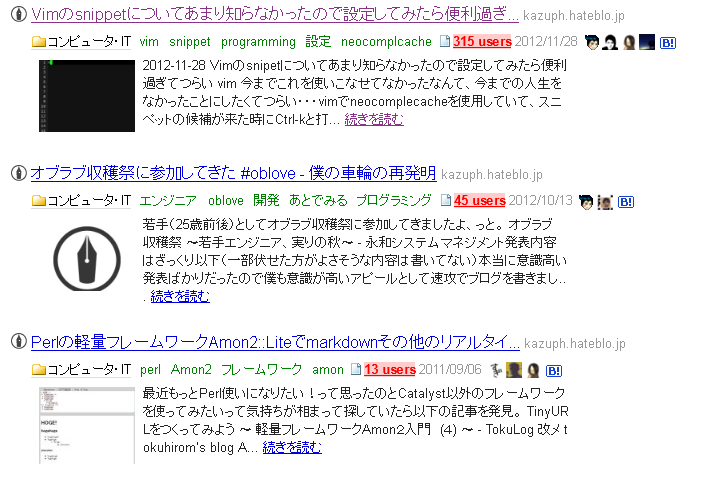 Vimのsnippetについてあまり知らなかったので設定してみたら便利過ぎ... kazuph.hateblo.jp
コンピュータ・IT vim snippet programming 設定 neocomplcache 315 users 2012/11/28 B!
2012-11-28 Vimのsnipetについてあまり知らなかったので設定してみたら便利
過ぎてつらい vim 今までこれを使いこなせてなかったなんて、今までの人生を
なかったことにしたくてつらい・・・vimでneocomplecacheを使用していて、スニ
ペットの候補が来た時にCtrl-kと打... 続きを読む
オブラブ収穫祭に参加してきた #oblove - 僕の車輪の再発明 kazuph.hateblo.jp
コンピュータ・IT エンジニア oblove 開発 あとでみる プログラミング 45 users 2012/10/13 B!
若手(25歳前後)としてオブラブ収穫祭に参加してきましたよ、っと。 オブラブ
収穫祭 ～若手エンジニア、実りの秋～ - 永和システムマネジメント発表内容
はざっくり以下(一部伏せた方がよさそうな内容は書いてない)本当に意識高い
発表ばかりだったので僕も意識が高いアピールとして速攻でブログを書きまし..
. 続きを読む
Perlの軽量フレームワークAmon2::Liteでmarkdownその他のリアルタイ... kazuph.hateblo.jp
コンピュータ・IT perl Amon2 フレームワーク amon 13 users 2011/09/06 B!
HOGE!
最近もっとPerl使いになりたい！って思ったのとCatalyst以外のフレームワーク
を使ってみたいって気持ちが相まって探していたら以下の記事を発見。 TinyUR
Lをつくってみよう ～ 軽量フレームワークAmon2入門 (4) ～ - TokuLog 改メt
okuhirom's blog A... 続きを読む